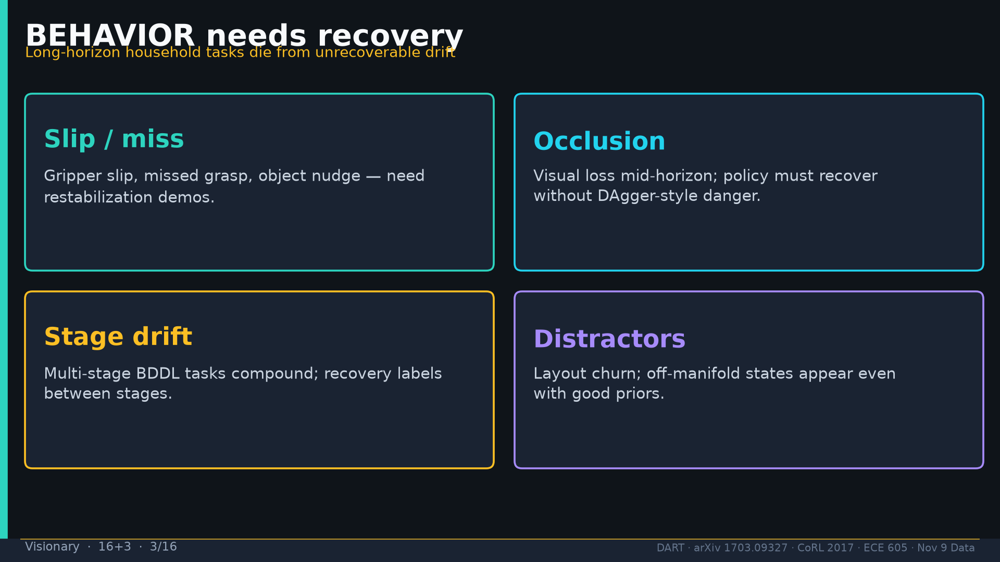 BEHAVIOR needs recovery
Long-horizon household tasks die from unrecoverable drift
Slip / miss
Gripper slip, missed grasp, object nudge — need
restabilization demos.
Occlusion
Visual loss mid-horizon; policy must recover
without DAgger-style danger.
Stage drift
Multi-stage BDDL tasks compound; recovery labels
between stages.
Distractors
Layout churn; off-manifold states appear even
with good priors.
Visionary · 16+3 · 3/16
DART · arXiv 1703.09327 · CoRL 2017 · ECE 605 · Nov 9 Data